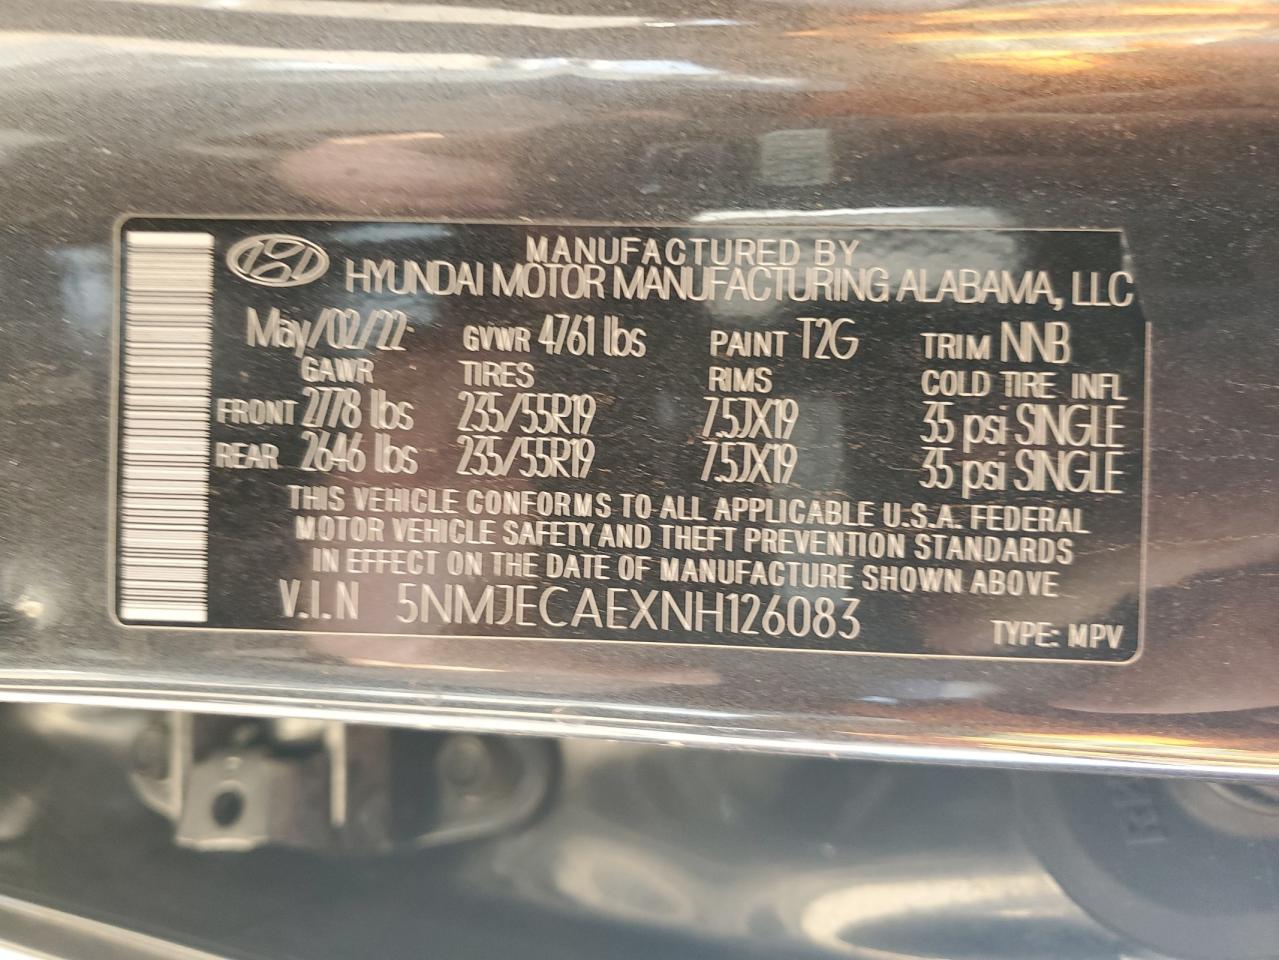 MANUFACTURED BY
HYUNDAI MOTOR MANUFACTURING ALABAMA, LLC
May/02/22 GVWR 4761 lbs PAINT T2G TRIM NNB
GAWR TIRES RIMS COLD TIRE INFL
FRONT 2778 lbs 235/55R19 7.5JX19 35 psi SINGLE
REAR 2646 lbs 235/55R19 7.5JX19 35 psi SINGLE
THIS VEHICLE CONFORMS TO ALL APPLICABLE U.S.A. FEDERAL
MOTOR VEHICLE SAFETY AND THEFT PREVENTION STANDARDS
IN EFFECT ON THE DATE OF MANUFACTURE SHOWN ABOVE
V.I.N 5NMJECAEXNH126083 TYPE: MPV